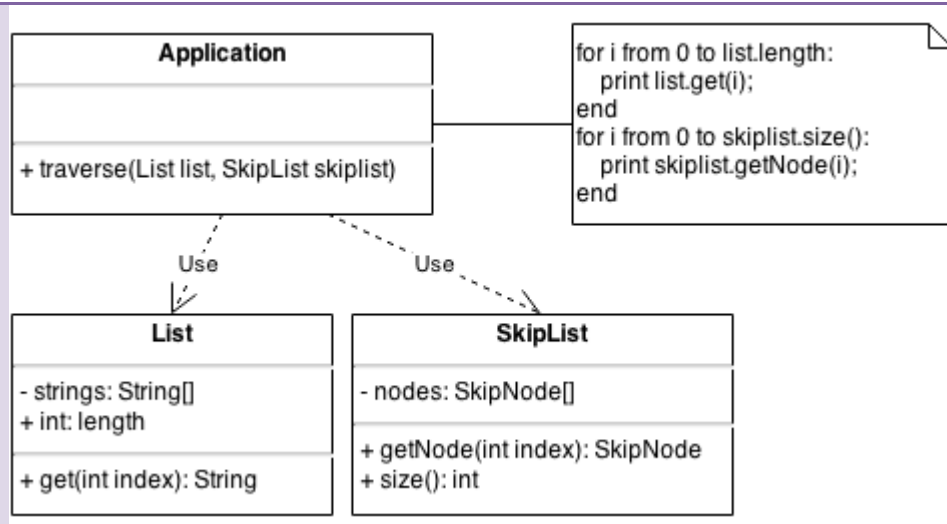 Application
+ traverse(List list, SkipList skiplist)
for i from 0 to list.length:
print list.get(i);
end
for i from 0 to skiplist.size():
print skiplist.getNode(i);
end
Use
Use
List
- strings: String[]
+ int: length
+ get(int index): String
SkipList
- nodes: SkipNode[]
+ getNode(int index): SkipNode
+ size(): int